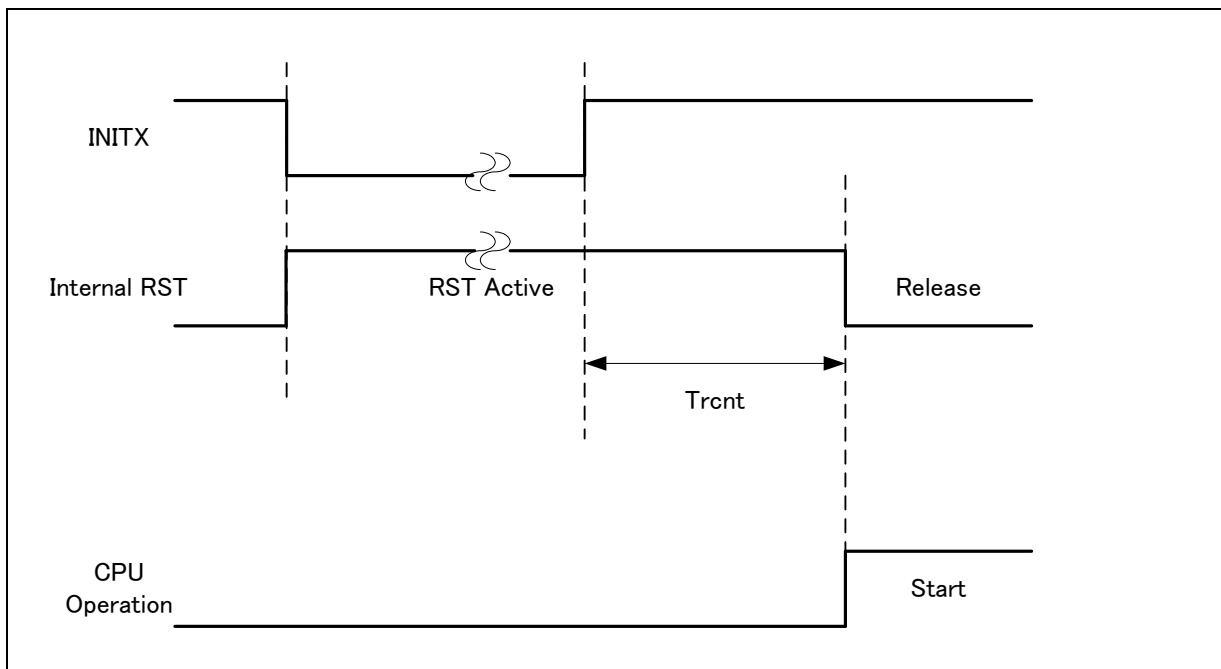 INITX
Internal RST
RST Active
Release
Trcnt
CPU
Operation
Start